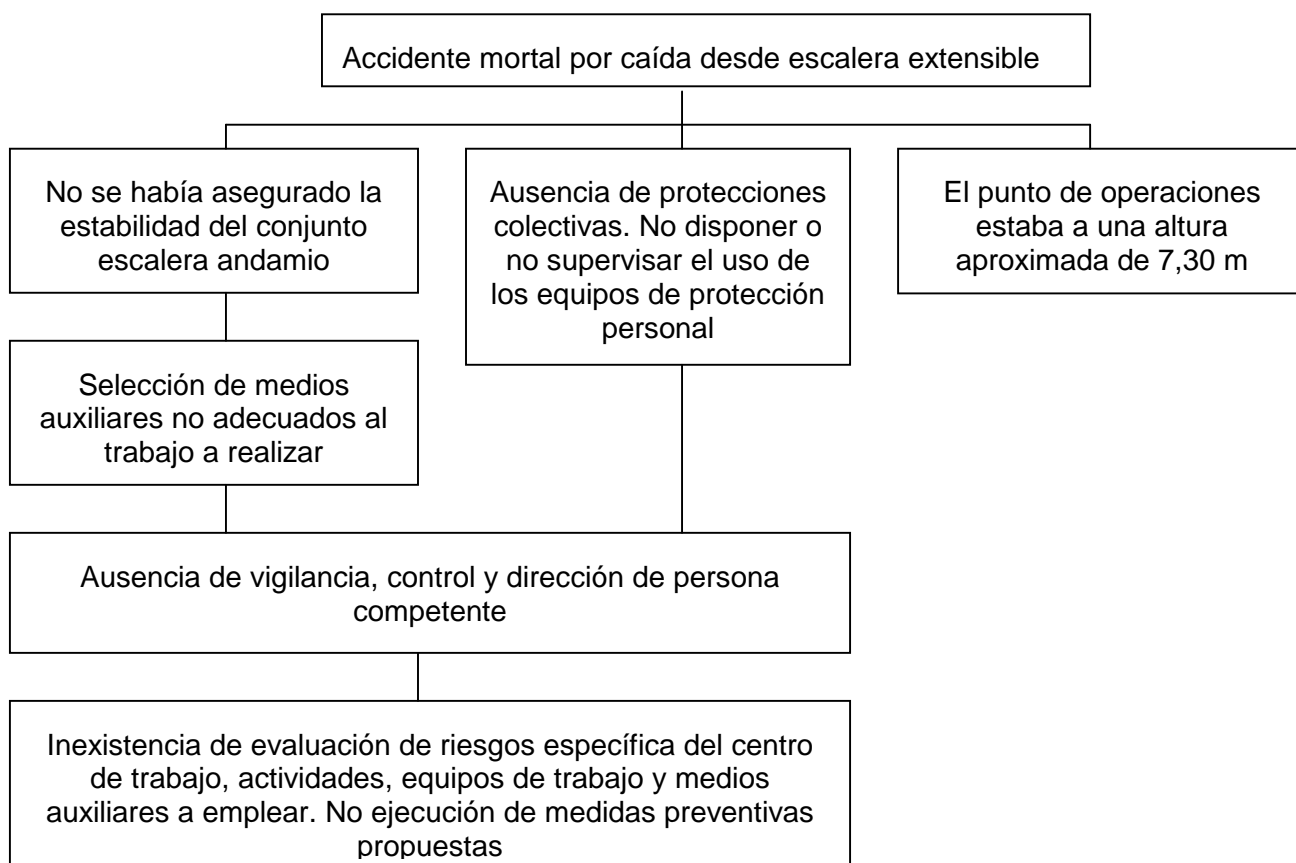 Accidente mortal por caída desde escalera extensible
No se había asegurado la
estabilidad del conjunto
escalera andamio
Ausencia de protecciones
colectivas. No disponer o
no supervisar el uso de
los equipos de protección
personal
El punto de operaciones
estaba a una altura
aproximada de 7,30 m
Selección de medios
auxiliares no adecuados al
trabajo a realizar
Ausencia de vigilancia, control y dirección de persona
competente
Inexistencia de evaluación de riesgos específica del centro
de trabajo, actividades, equipos de trabajo y medios
auxiliares a emplear. No ejecución de medidas preventivas
propuestas